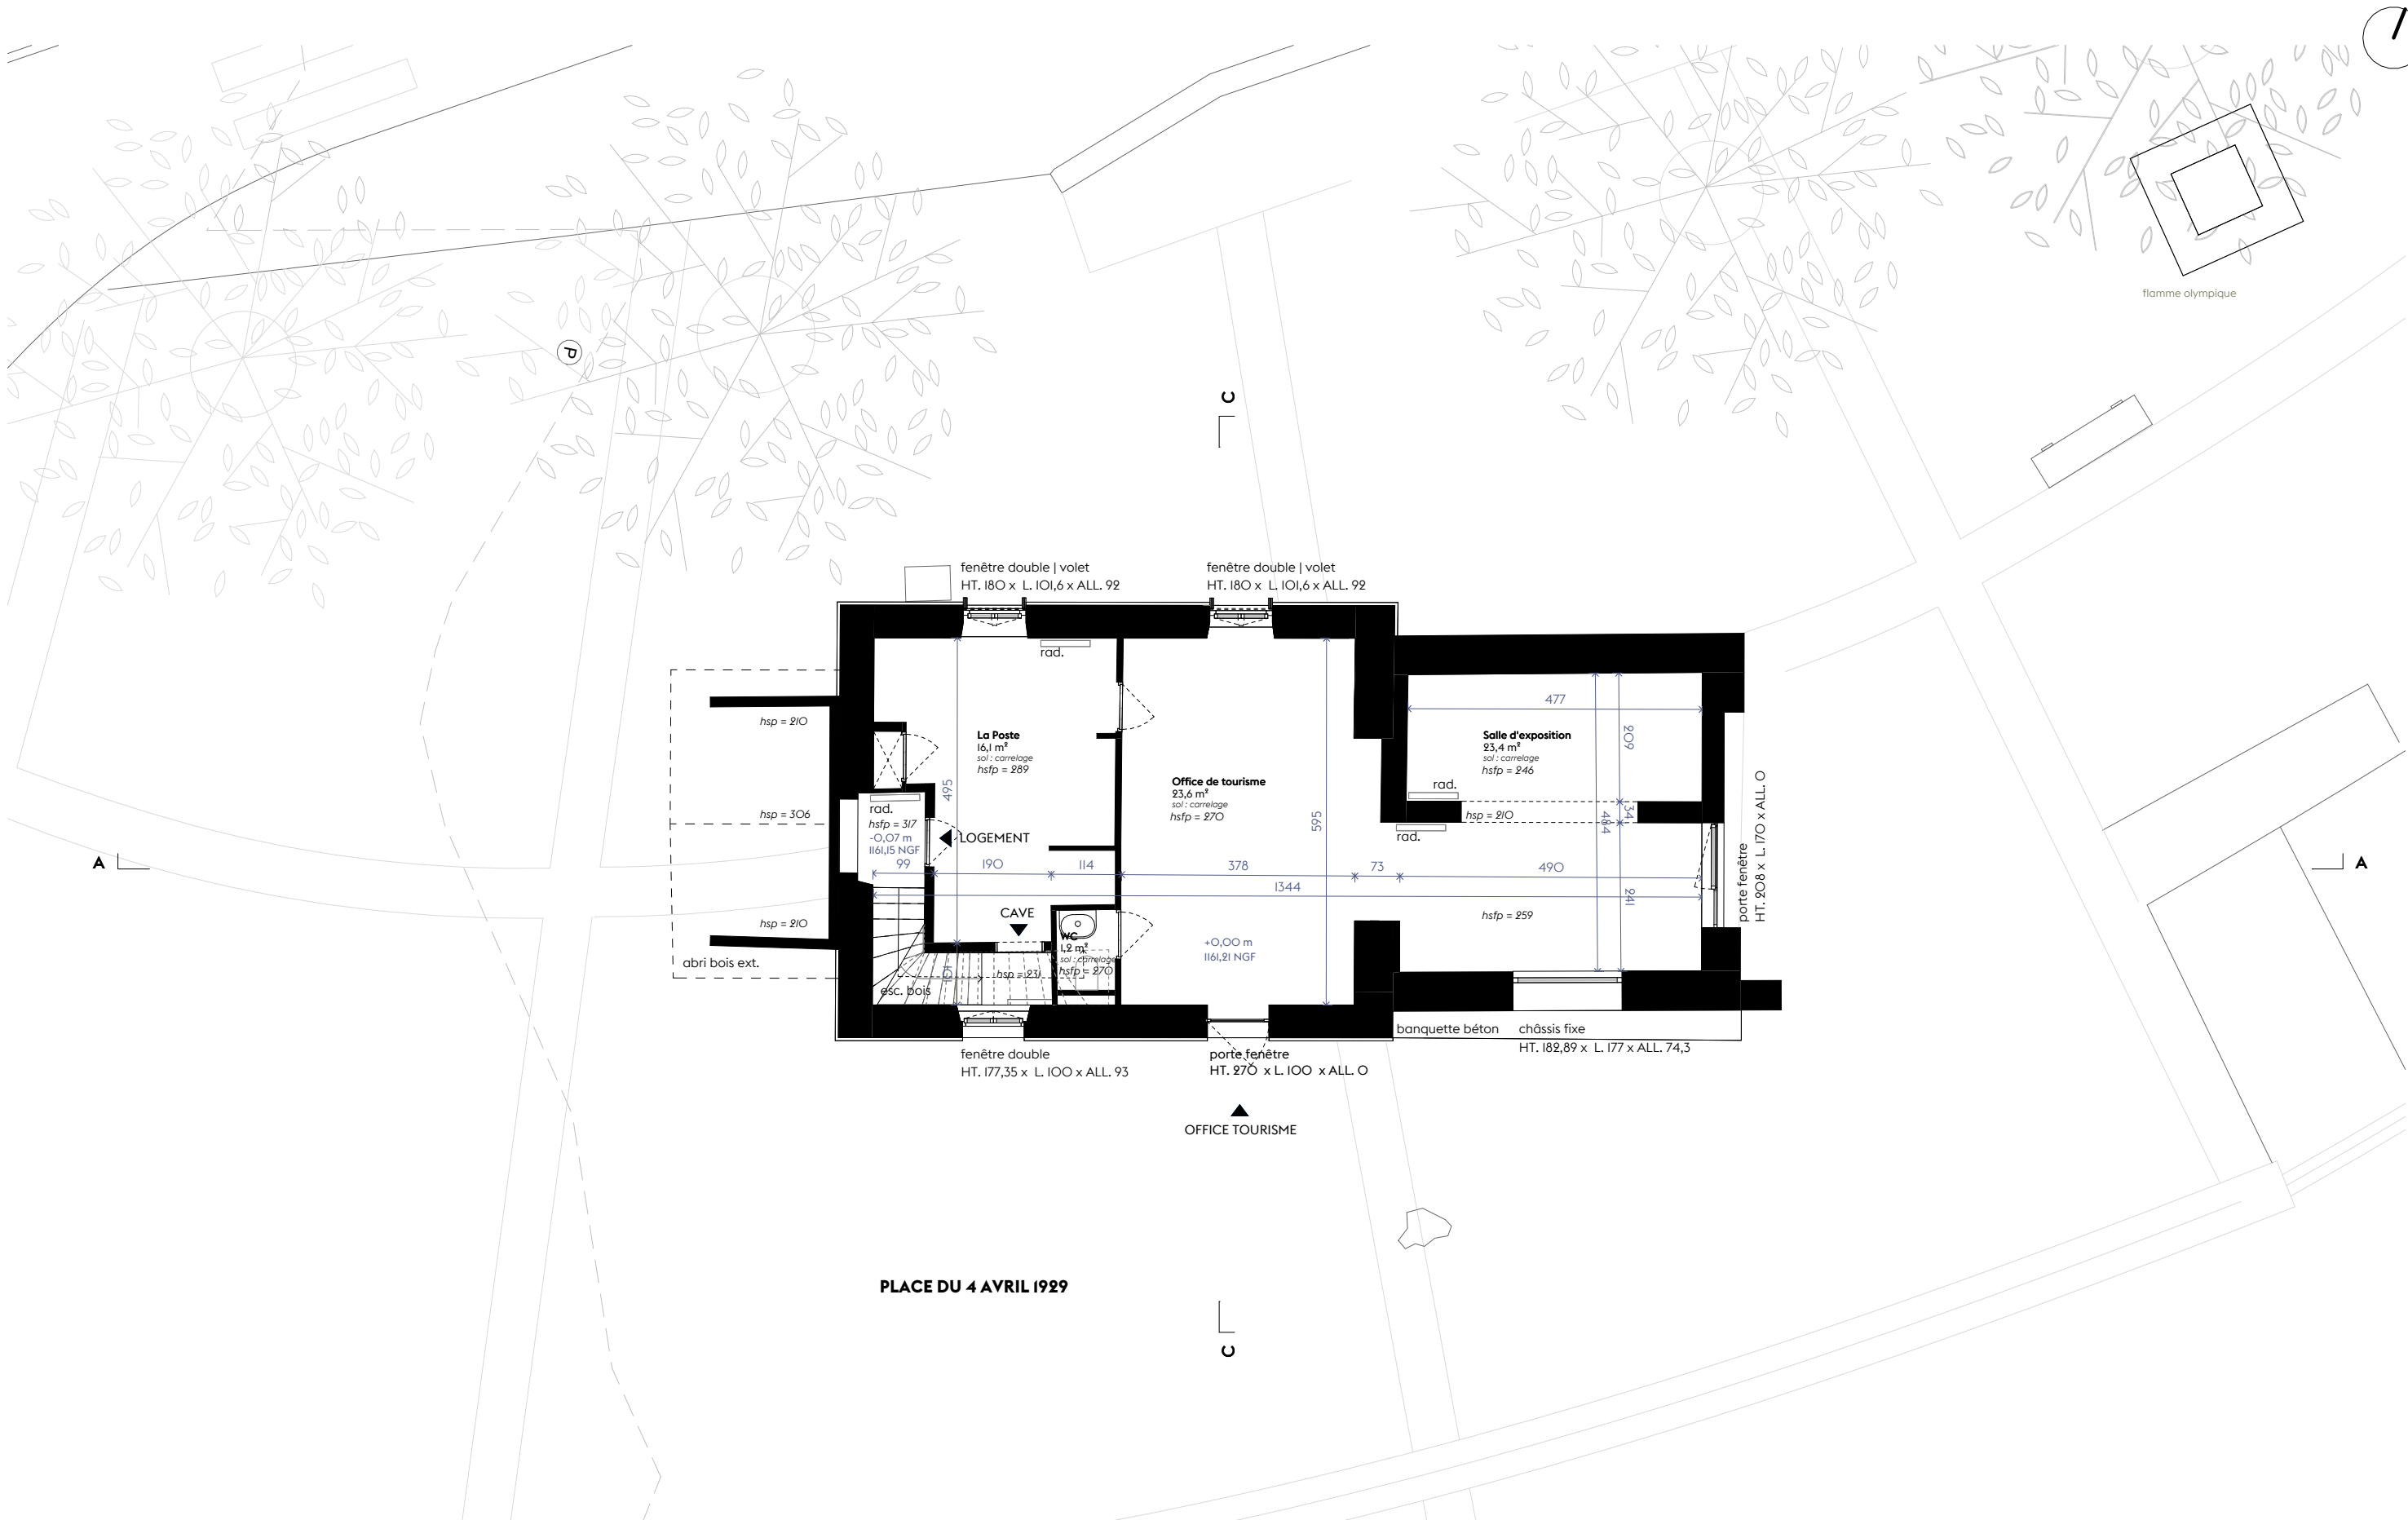 flamme olympique
P
C
fenêtre double | volet
HT. 180 x L. 101,6 x ALL. 92
fenêtre double | volet
HT. 180 x L. 101,6 x ALL. 92
rad.
hsp = 210
La Poste
16,1 m²
sol : carrelage
hsfp = 289
495
Office de tourisme
23,6 m²
sol : carrelage
hsfp = 270
595
477
209
Salle d'exposition
23,4 m²
sol : carrelage
hsfp = 246
rad.
hsp = 210
34
484
rad.
porte fenêtre
HT. 208 x L. 170 x ALL. 0
hsp = 306
rad.
hsfp = 317
-0,07 m
1161,15 NGF
LOGEMENT
A
99
190
114
378
73
490
A
1344
241
hsp = 210
CAVE
hsfp = 259
WC
1,2 m²
sol : carrelage
hsfp = 270
+0,00 m
1161,21 NGF
abri bois ext.
101
hsp = 231
esc. bois
banquette béton
châssis fixe
HT. 182,89 x L. 177 x ALL. 74,3
fenêtre double
HT. 177,35 x L. 100 x ALL. 93
porte fenêtre
HT. 270 x L. 100 x ALL. 0
OFFICE TOURISME
PLACE DU 4 AVRIL 1929
C